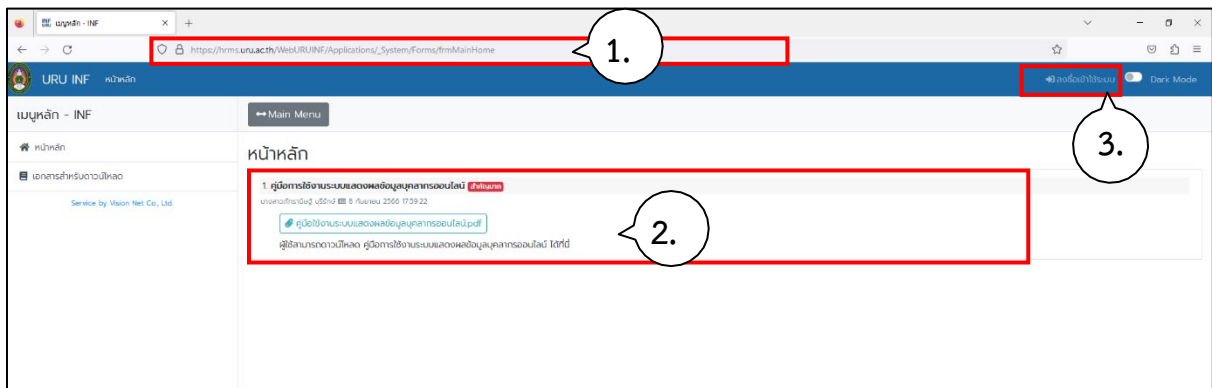 เมนูหลัก - INF
https://hrms.uru.ac.th/WebURUINF/Applications/_System/Forms/frmMainHome
1.
URU INF หน้าหลัก
ลงชื่อเข้าใช้ระบบ Dark Mode
3.
เมนูหลัก - INF
Main Menu
หน้าหลัก
เอกสารสำหรับดาวน์โหลด
Service by Vision Net Co., Ltd.
หน้าหลัก
1. คู่มือการใช้งานระบบแสดงผลข้อมูลบุคลากรออนไลน์ สำคัญมาก
8 กันยายน 2566 17:59:22
คู่มือใช้งานระบบแสดงผลข้อมูลบุคลากรออนไลน์.pdf
ผู้ใช้สามารถดาวน์โหลด คู่มือการใช้งานระบบแสดงผลข้อมูลบุคลากรออนไลน์ ได้ที่นี่
2.